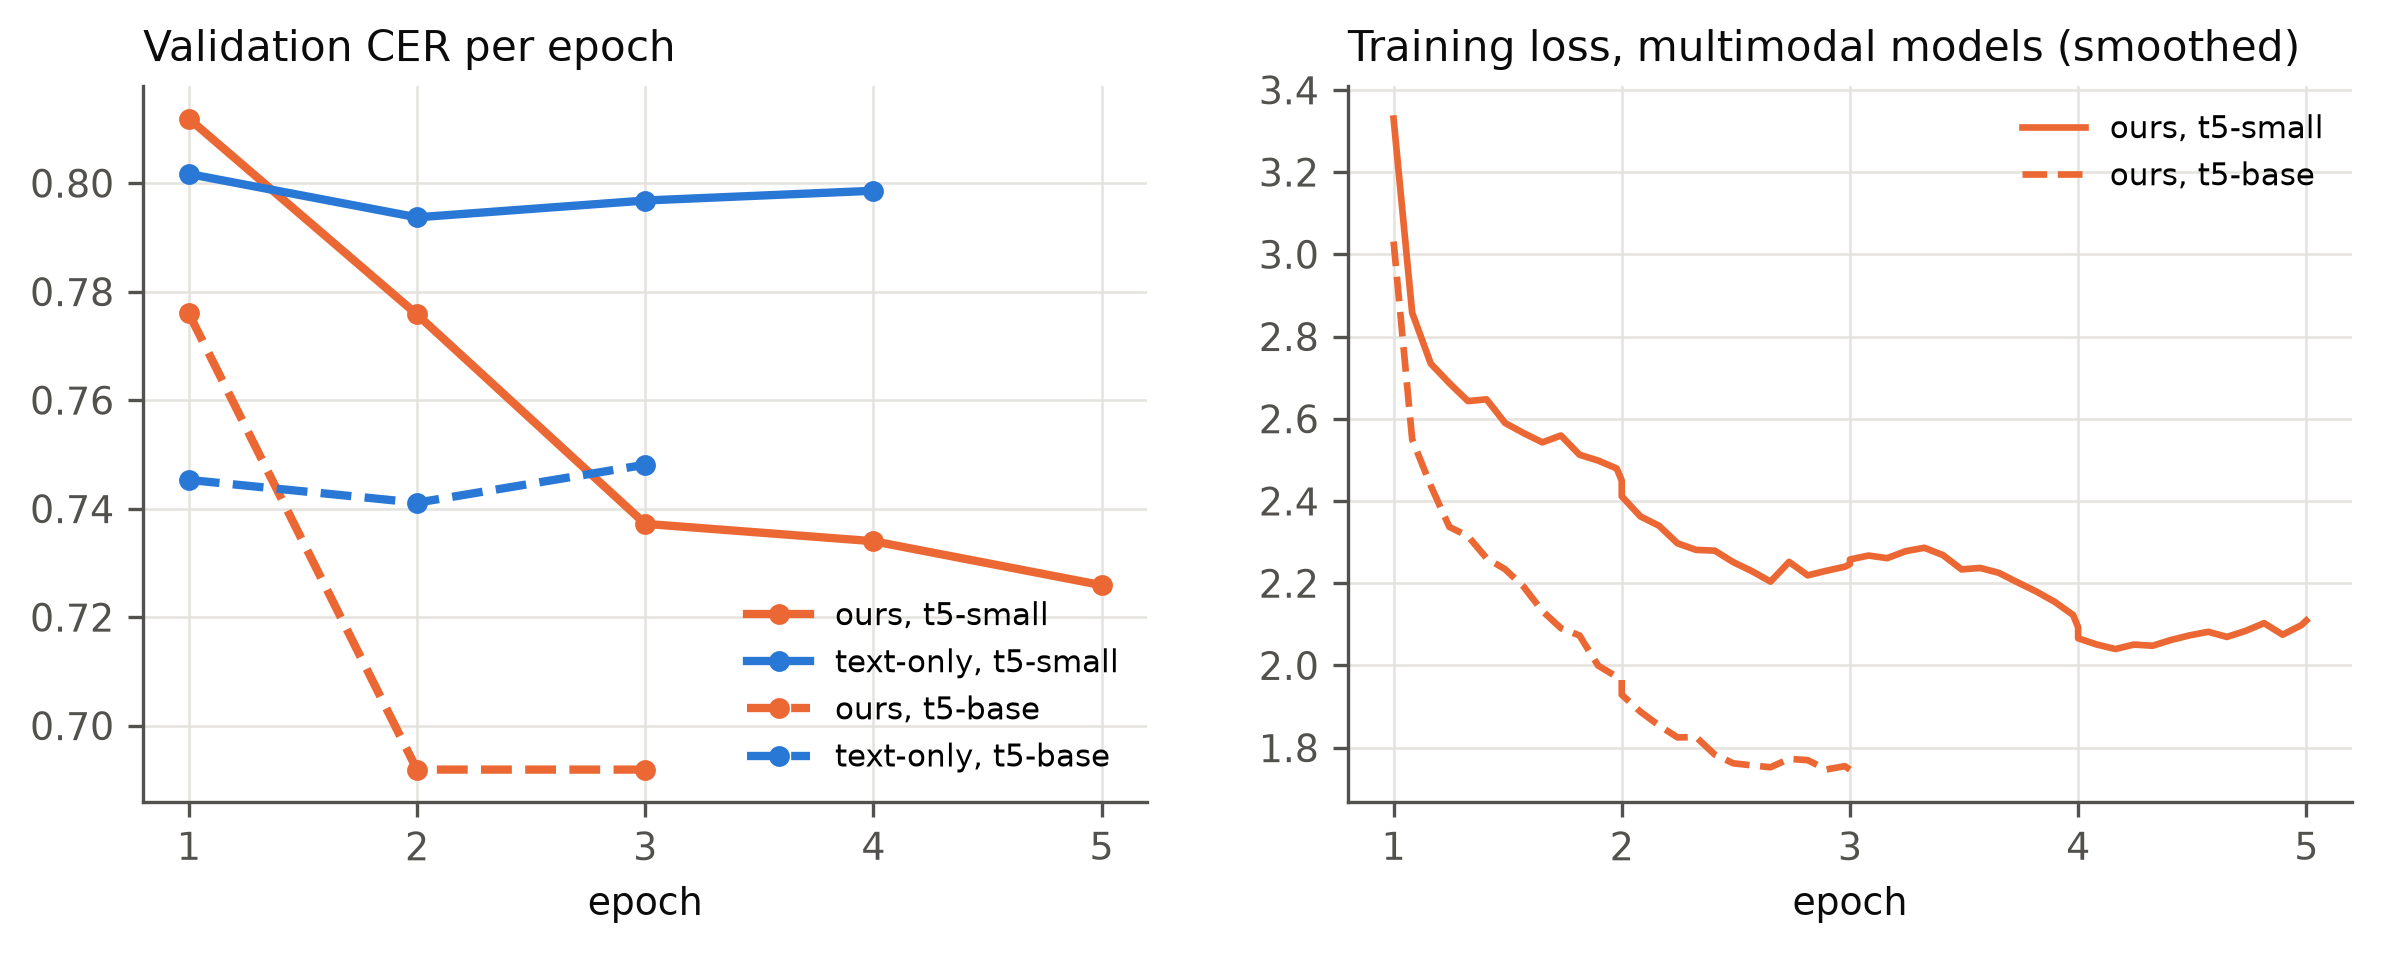 Validation CER per epoch
0.80
0.78
0.76
0.74
0.72
0.70
ours, t5-small
text-only, t5-small
ours, t5-base
text-only, t5-base
1 2 3 4 5
epoch
Training loss, multimodal models (smoothed)
3.4
3.2
3.0
2.8
2.6
2.4
2.2
2.0
1.8
ours, t5-small
ours, t5-base
1 2 3 4 5
epoch